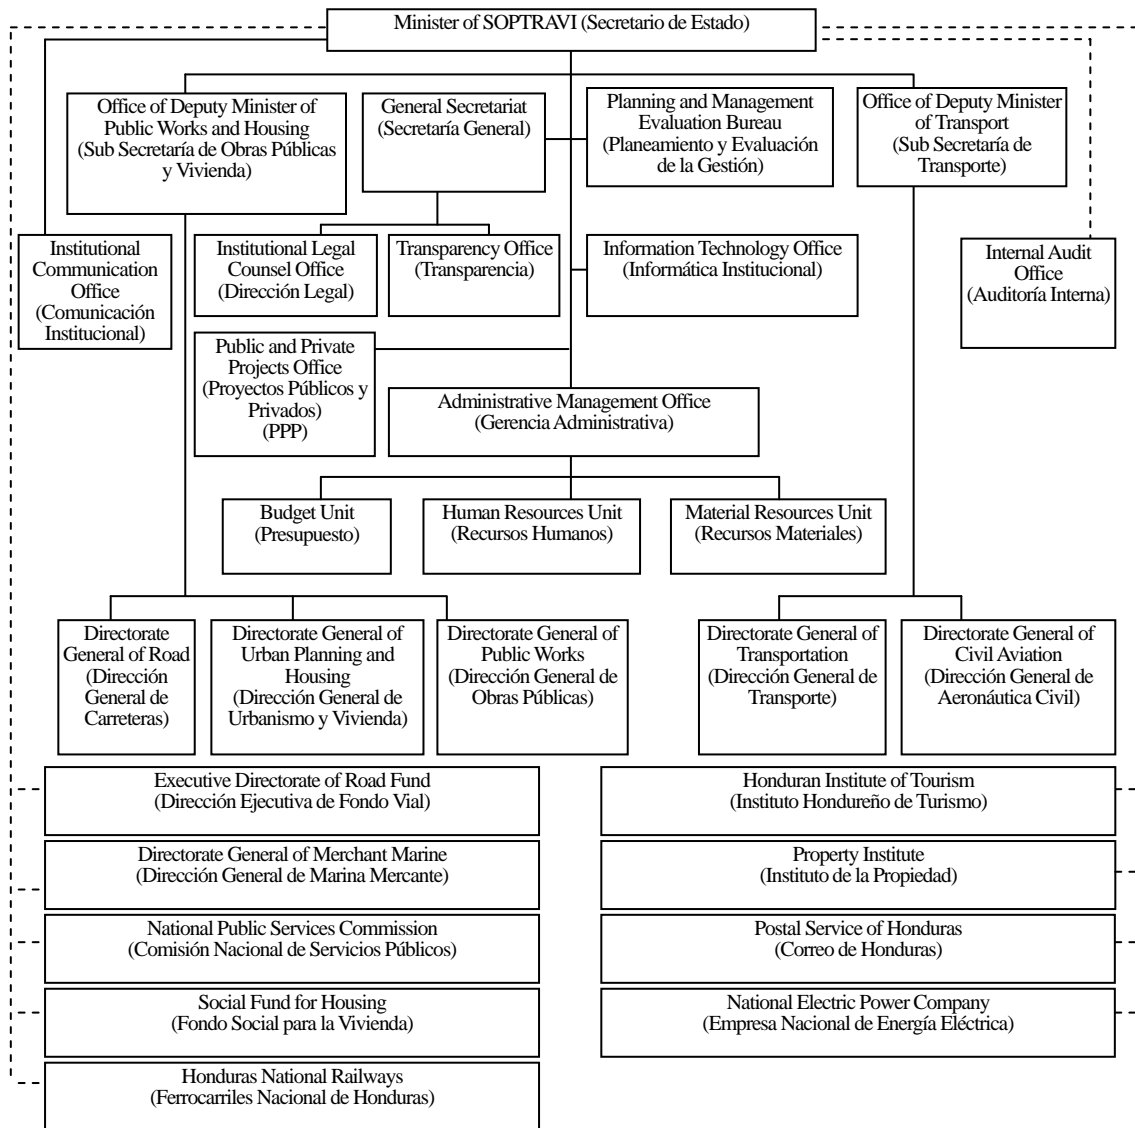 Minister of SOPTRAVI (Secretario de Estado)
Office of Deputy Minister of
Public Works and Housing
(Sub Secretaría de Obras Públicas
y Vivienda)
General Secretariat
(Secretaría General)
Planning and Management
Evaluation Bureau
(Planeamiento y Evaluación
de la Gestión)
Office of Deputy Minister
of Transport
(Sub Secretaría de
Transporte)
Institutional
Communication
Office
(Comunicación
Institucional)
Institutional Legal
Counsel Office
(Dirección Legal)
Transparency Office
(Transparencia)
Information Technology Office
(Informática Institucional)
Internal Audit
Office
(Auditoría Interna)
Public and Private
Projects Office
(Proyectos Públicos y
Privados)
(PPP)
Administrative Management Office
(Gerencia Administrativa)
Budget Unit
(Presupuesto)
Human Resources Unit
(Recursos Humanos)
Material Resources Unit
(Recursos Materiales)
Directorate
General of Road
(Dirección
General de
Carreteras)
Directorate General of
Urban Planning and
Housing
(Dirección General de
Urbanismo y Vivienda)
Directorate General of
Public Works
(Dirección General de
Obras Públicas)
Directorate General of
Transportation
(Dirección General de
Transporte)
Directorate General of
Civil Aviation
(Dirección General de
Aeronáutica Civil)
Executive Directorate of Road Fund
(Dirección Ejecutiva de Fondo Vial)
Honduran Institute of Tourism
(Instituto Hondureño de Turismo)
Directorate General of Merchant Marine
(Dirección General de Marina Mercante)
Property Institute
(Instituto de la Propiedad)
National Public Services Commission
(Comisión Nacional de Servicios Públicos)
Postal Service of Honduras
(Correo de Honduras)
Social Fund for Housing
(Fondo Social para la Vivienda)
National Electric Power Company
(Empresa Nacional de Energía Eléctrica)
Honduras National Railways
(Ferrocarriles Nacional de Honduras)